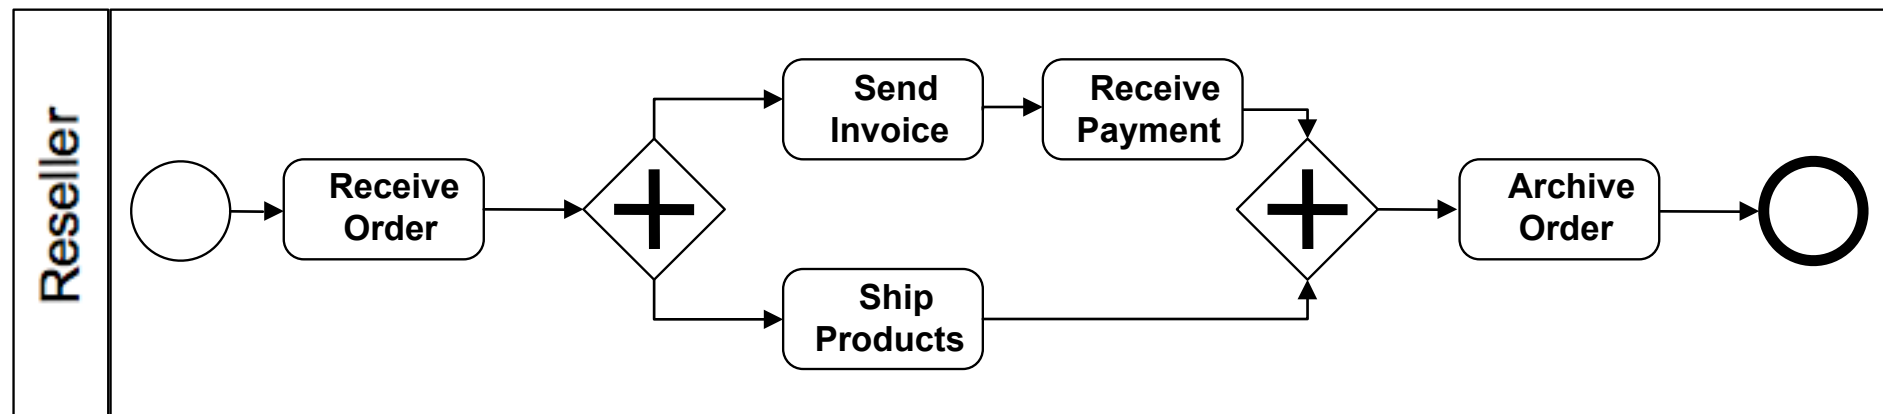 Reseller
Receive
Order
Send
Invoice
Receive
Payment
Ship
Products
Archive
Order